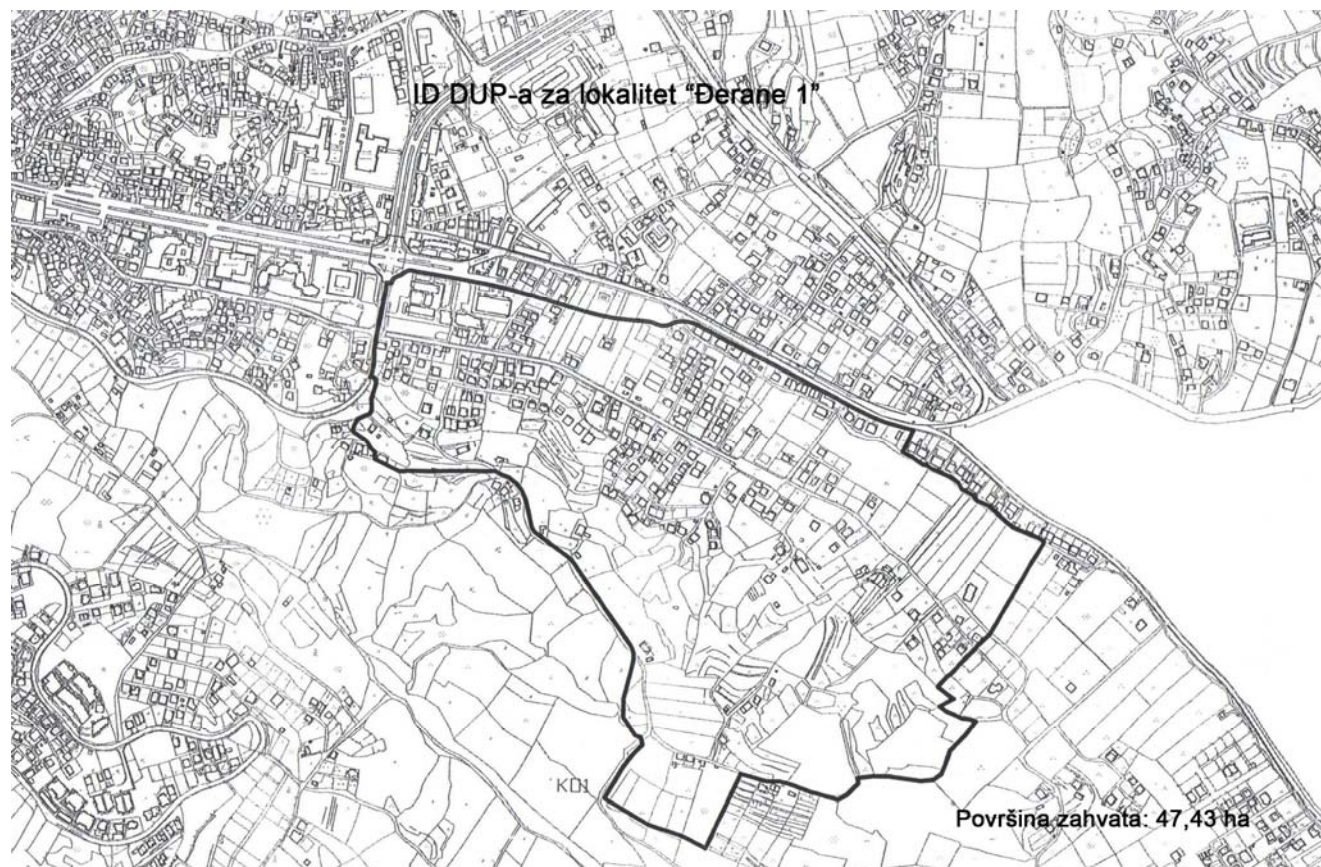 ID DUP-a za lokalitet "Đerane 1"
KO1
Površina zahvata: 47,43 ha